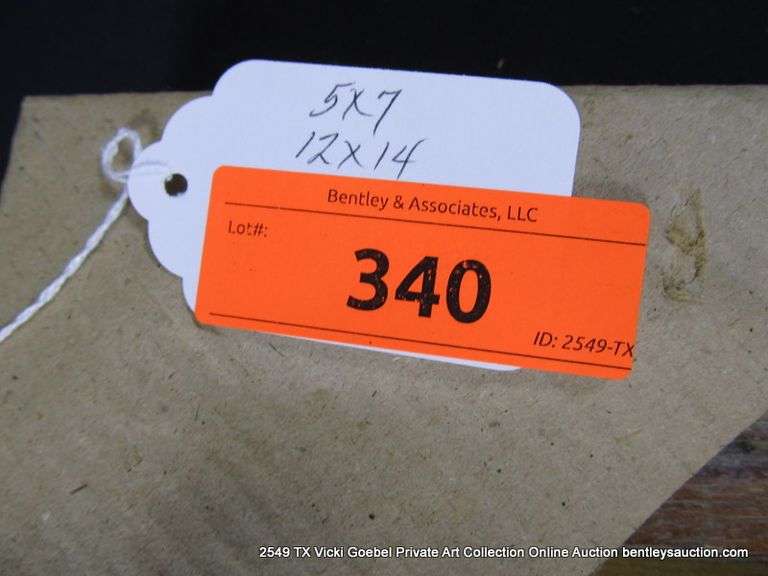 5X7
12X14
Bentley & Associates, LLC
Lot#:
340
ID: 2549-TX
2549 TX Vicki Goebel Private Art Collection Online Auction bentleysauction.com